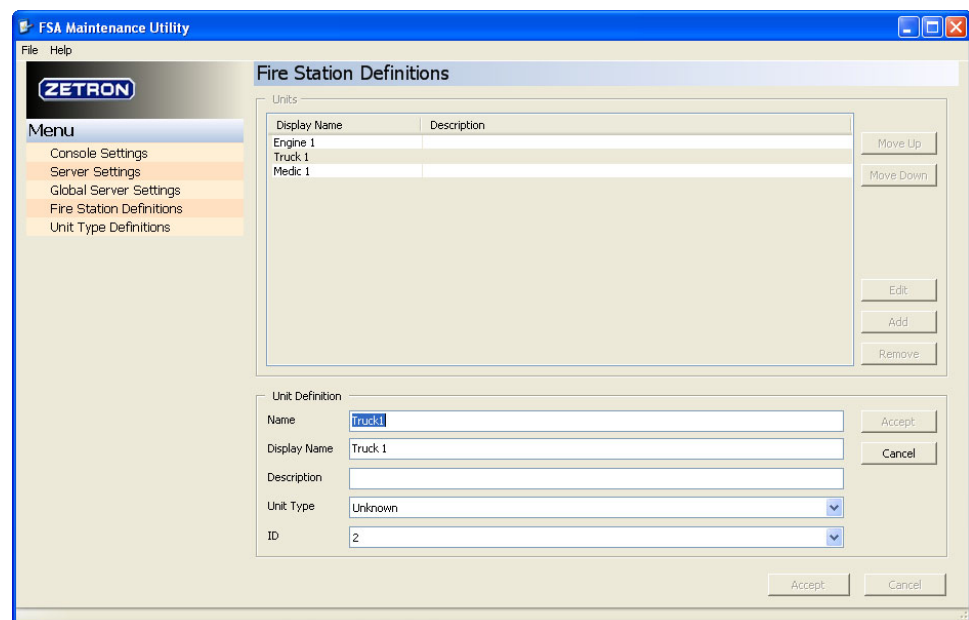 FSA Maintenance Utility
File Help
ZETRON
Menu
Console Settings
Server Settings
Global Server Settings
Fire Station Definitions
Unit Type Definitions
Fire Station Definitions
Units
Display Name Description
Engine 1
Truck 1
Medic 1
Move Up
Move Down
Edit
Add
Remove
Unit Definition
Name Truck1
Display Name Truck 1
Description
Unit Type Unknown
ID 2
Accept
Cancel
Accept Cancel